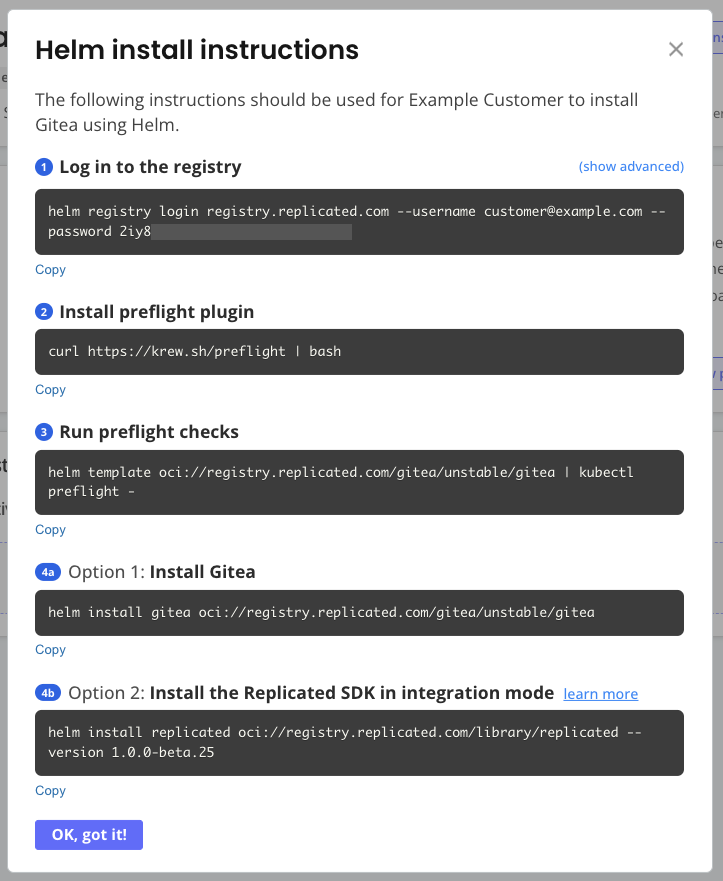 Helm install instructions
The following instructions should be used for Example Customer to install
Gitea using Helm.
1 Log in to the registry (show advanced)
helm registry login registry.replicated.com --username customer@example.com --
password 2iy8
Copy
2 Install preflight plugin
curl https://krew.sh/preflight | bash
Copy
3 Run preflight checks
helm template oci://registry.replicated.com/gitea/unstable/gitea | kubectl
preflight -
Copy
4a Option 1: Install Gitea
helm install gitea oci://registry.replicated.com/gitea/unstable/gitea
Copy
4b Option 2: Install the Replicated SDK in integration mode learn more
helm install replicated oci://registry.replicated.com/library/replicated --
version 1.0.0-beta.25
Copy
OK, got it!